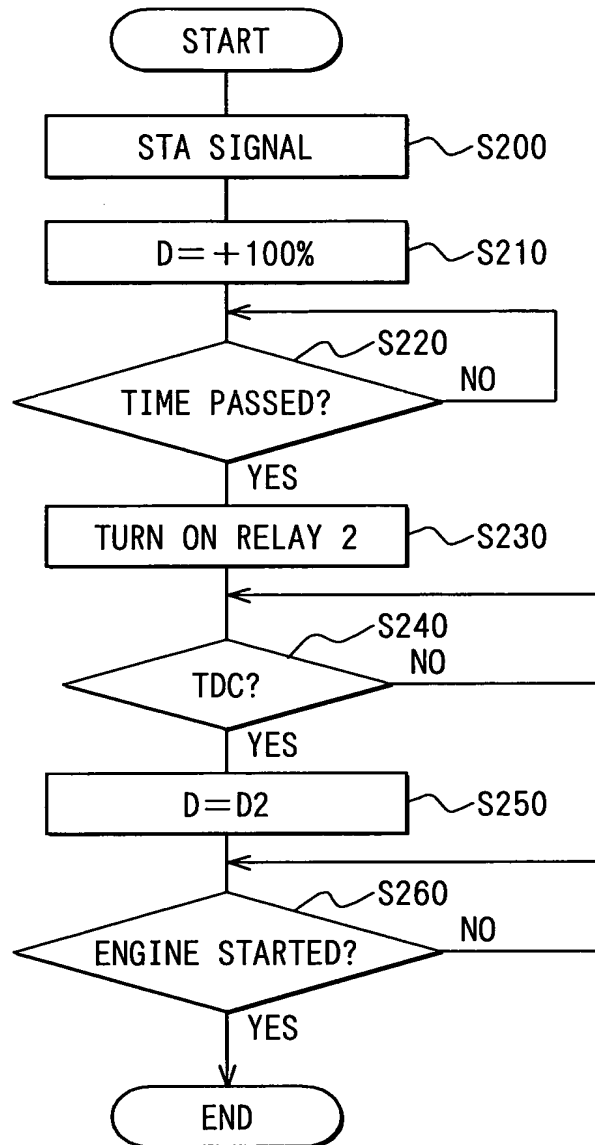 START
STA SIGNAL
S200
D=+100%
S210
S220
TIME PASSED?
NO
YES
TURN ON RELAY 2
S230
S240
TDC?
NO
YES
D=D2
S250
S260
ENGINE STARTED?
NO
YES
END